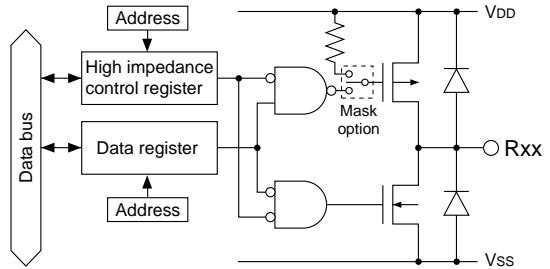 Address
VDD
High impedance
control register
Mask
option
Data bus
Data register
Rxx
Address
VSS